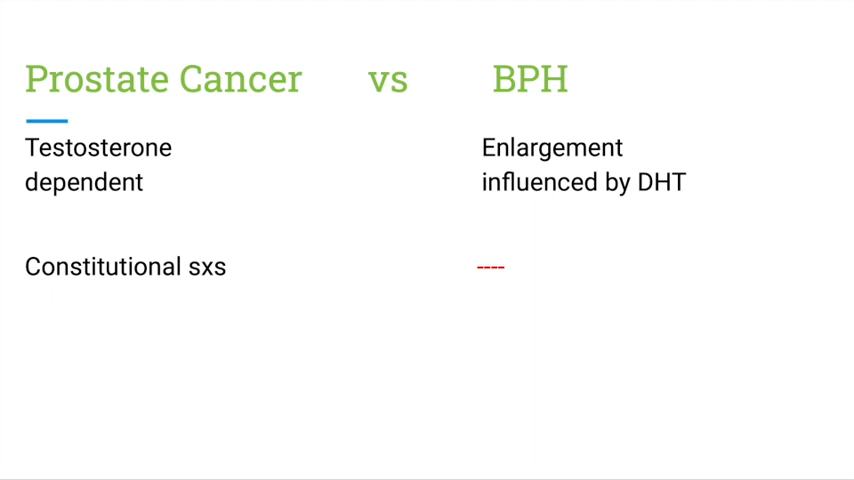 Prostate Cancer vs BPH
Testosterone
dependent
Enlargement
influenced by DHT
Constitutional sxs
----